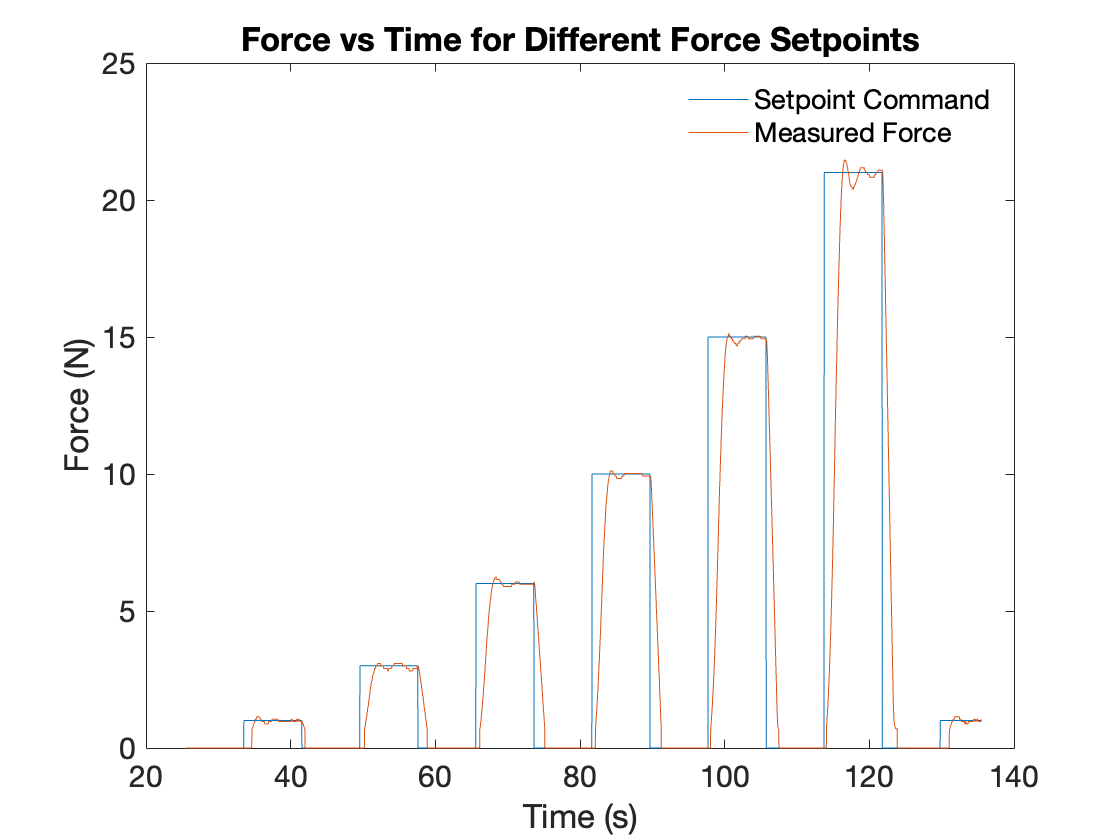 Force vs Time for Different Force Setpoints
Setpoint Command
Measured Force
Force (N)
25
20
15
10
5
0
20 40 60 80 100 120 140
Time (s)